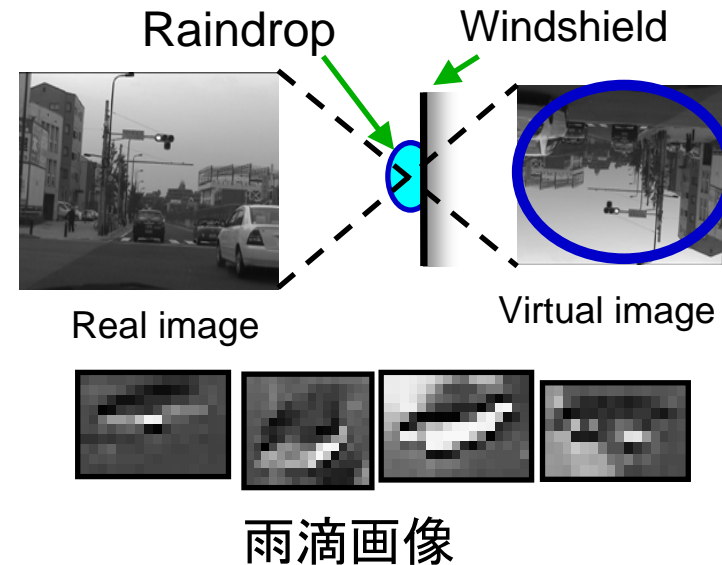 Raindrop
Windshield
Real image
Virtual image
雨滴画像